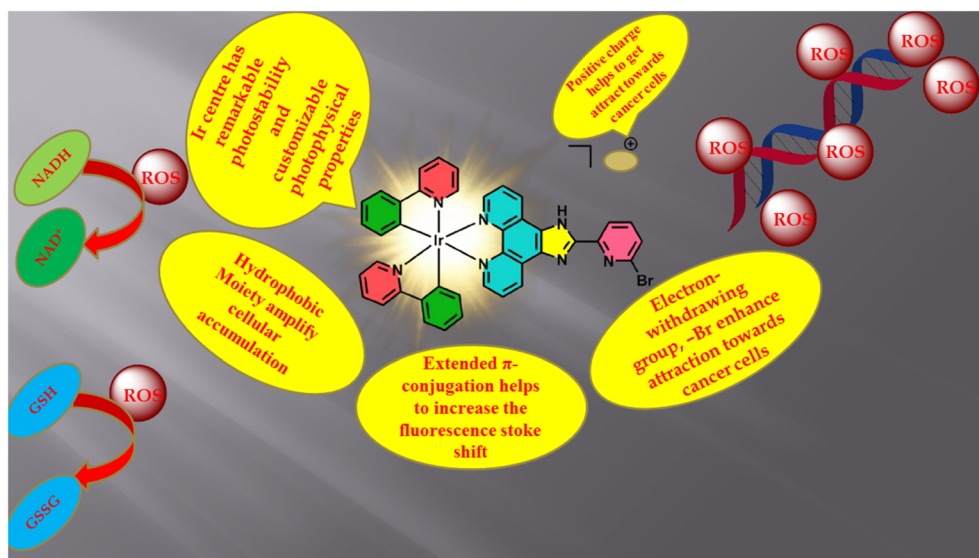 Ir centre has
remarkable
photostability
and
customizable
photophysical
properties
Positive charge
helps to get
attract towards
cancer cells
⊕
ROS
ROS
ROS
ROS
ROS
ROS
NADH
ROS
NAD⁺
N
Ir
N
N
N
H
N
N
N
Br
Hydrophobic
Moiety amplify
cellular
accumulation
Electron-
withdrawing
group, –Br enhance
attraction towards
cancer cells
Extended π-
conjugation helps
to increase the
fluorescence stoke
shift
GSH
ROS
GSSG